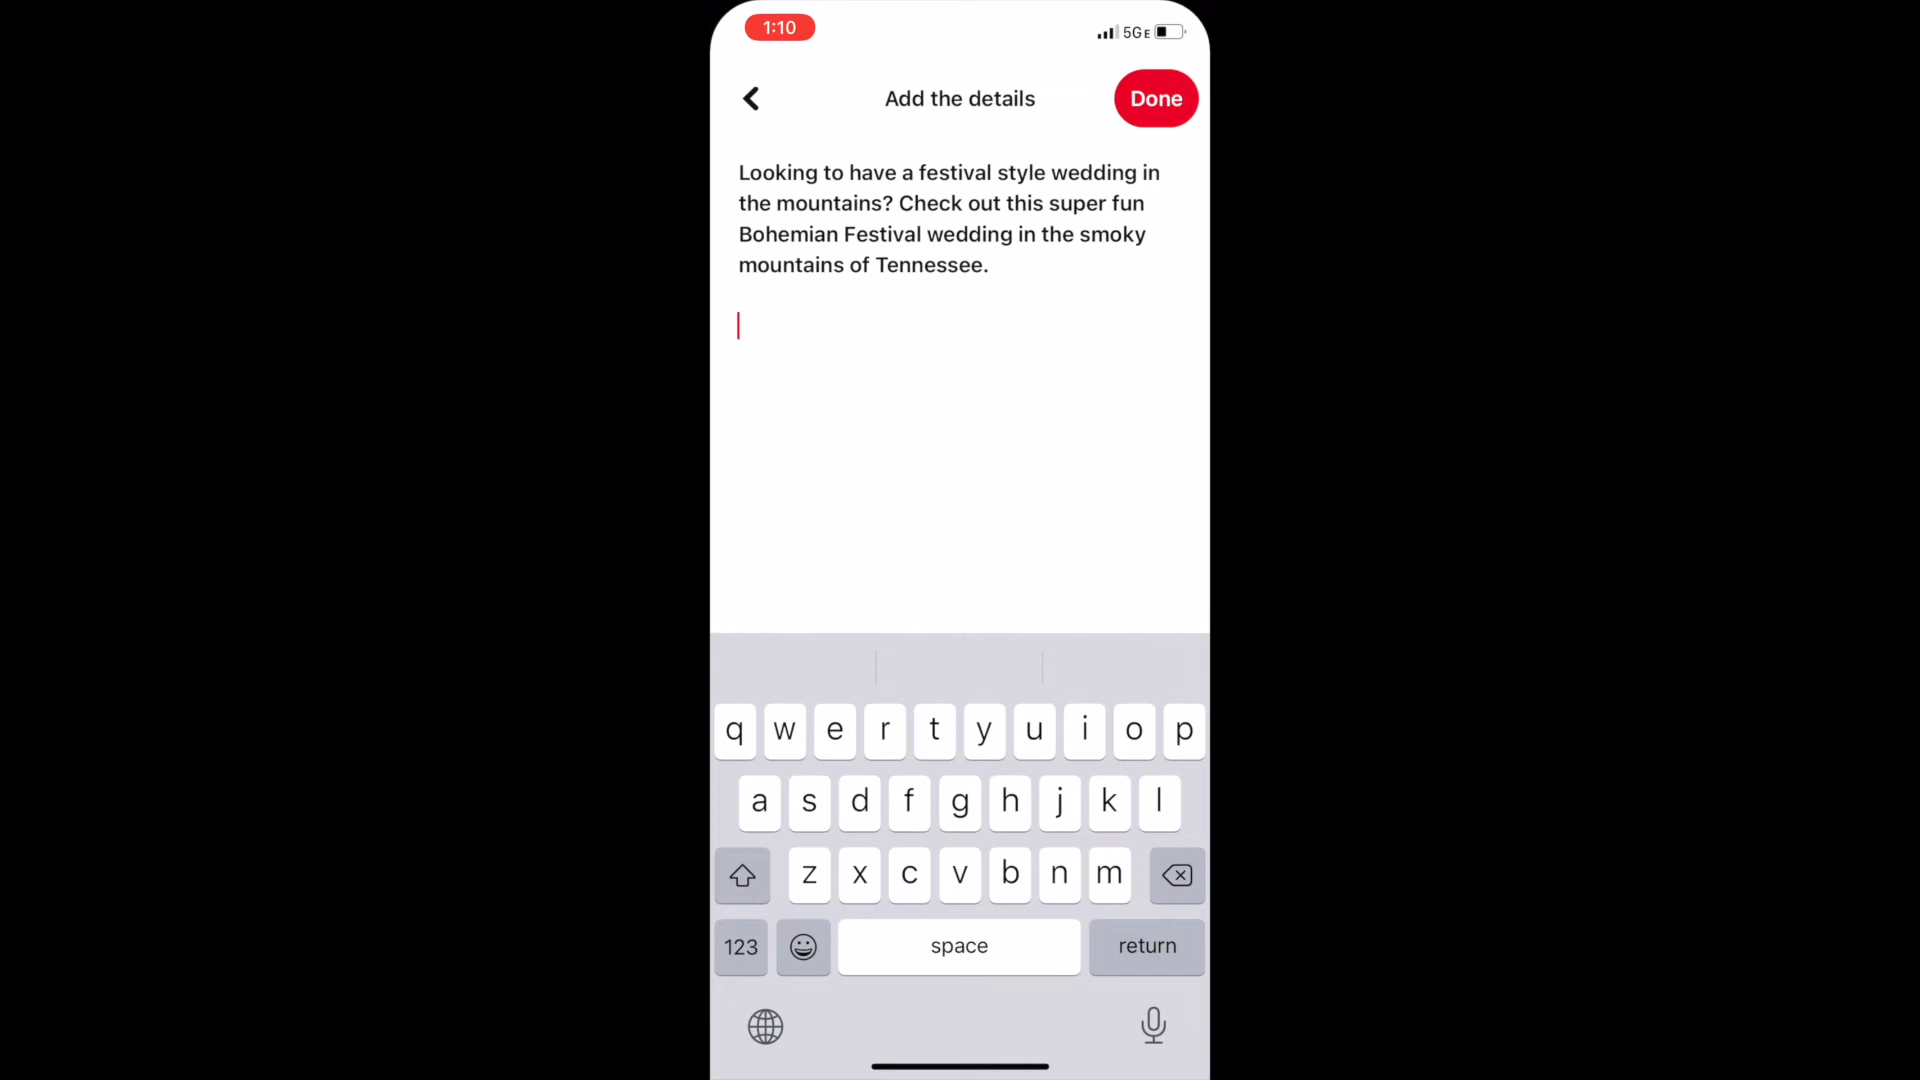 1:10
5GE
Add the details
Done
Looking to have a festival style wedding in
the mountains? Check out this super fun
Bohemian Festival wedding in the smoky
mountains of Tennessee.
q w e r t y u i o p
a s d f g h j k l
z x c v b n m
123 space return